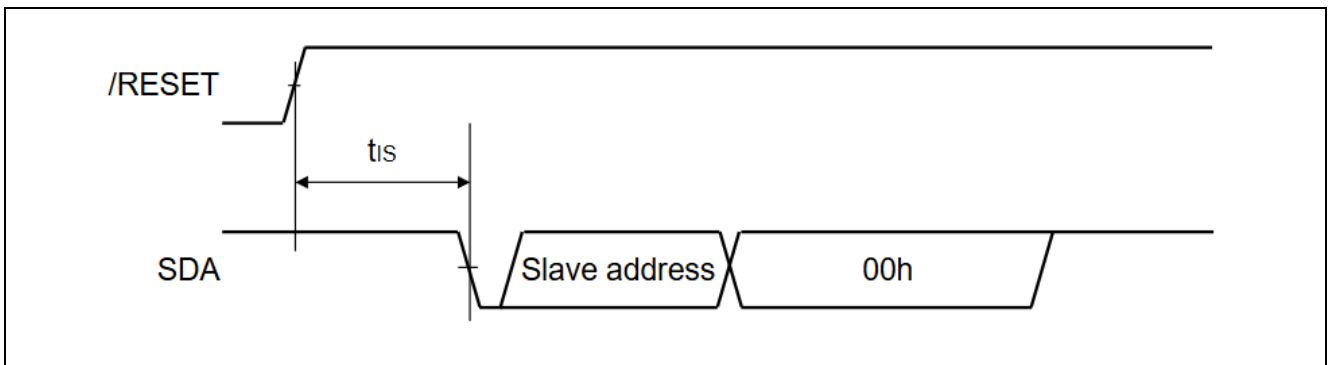 /RESET
tIS
SDA
Slave address
00h